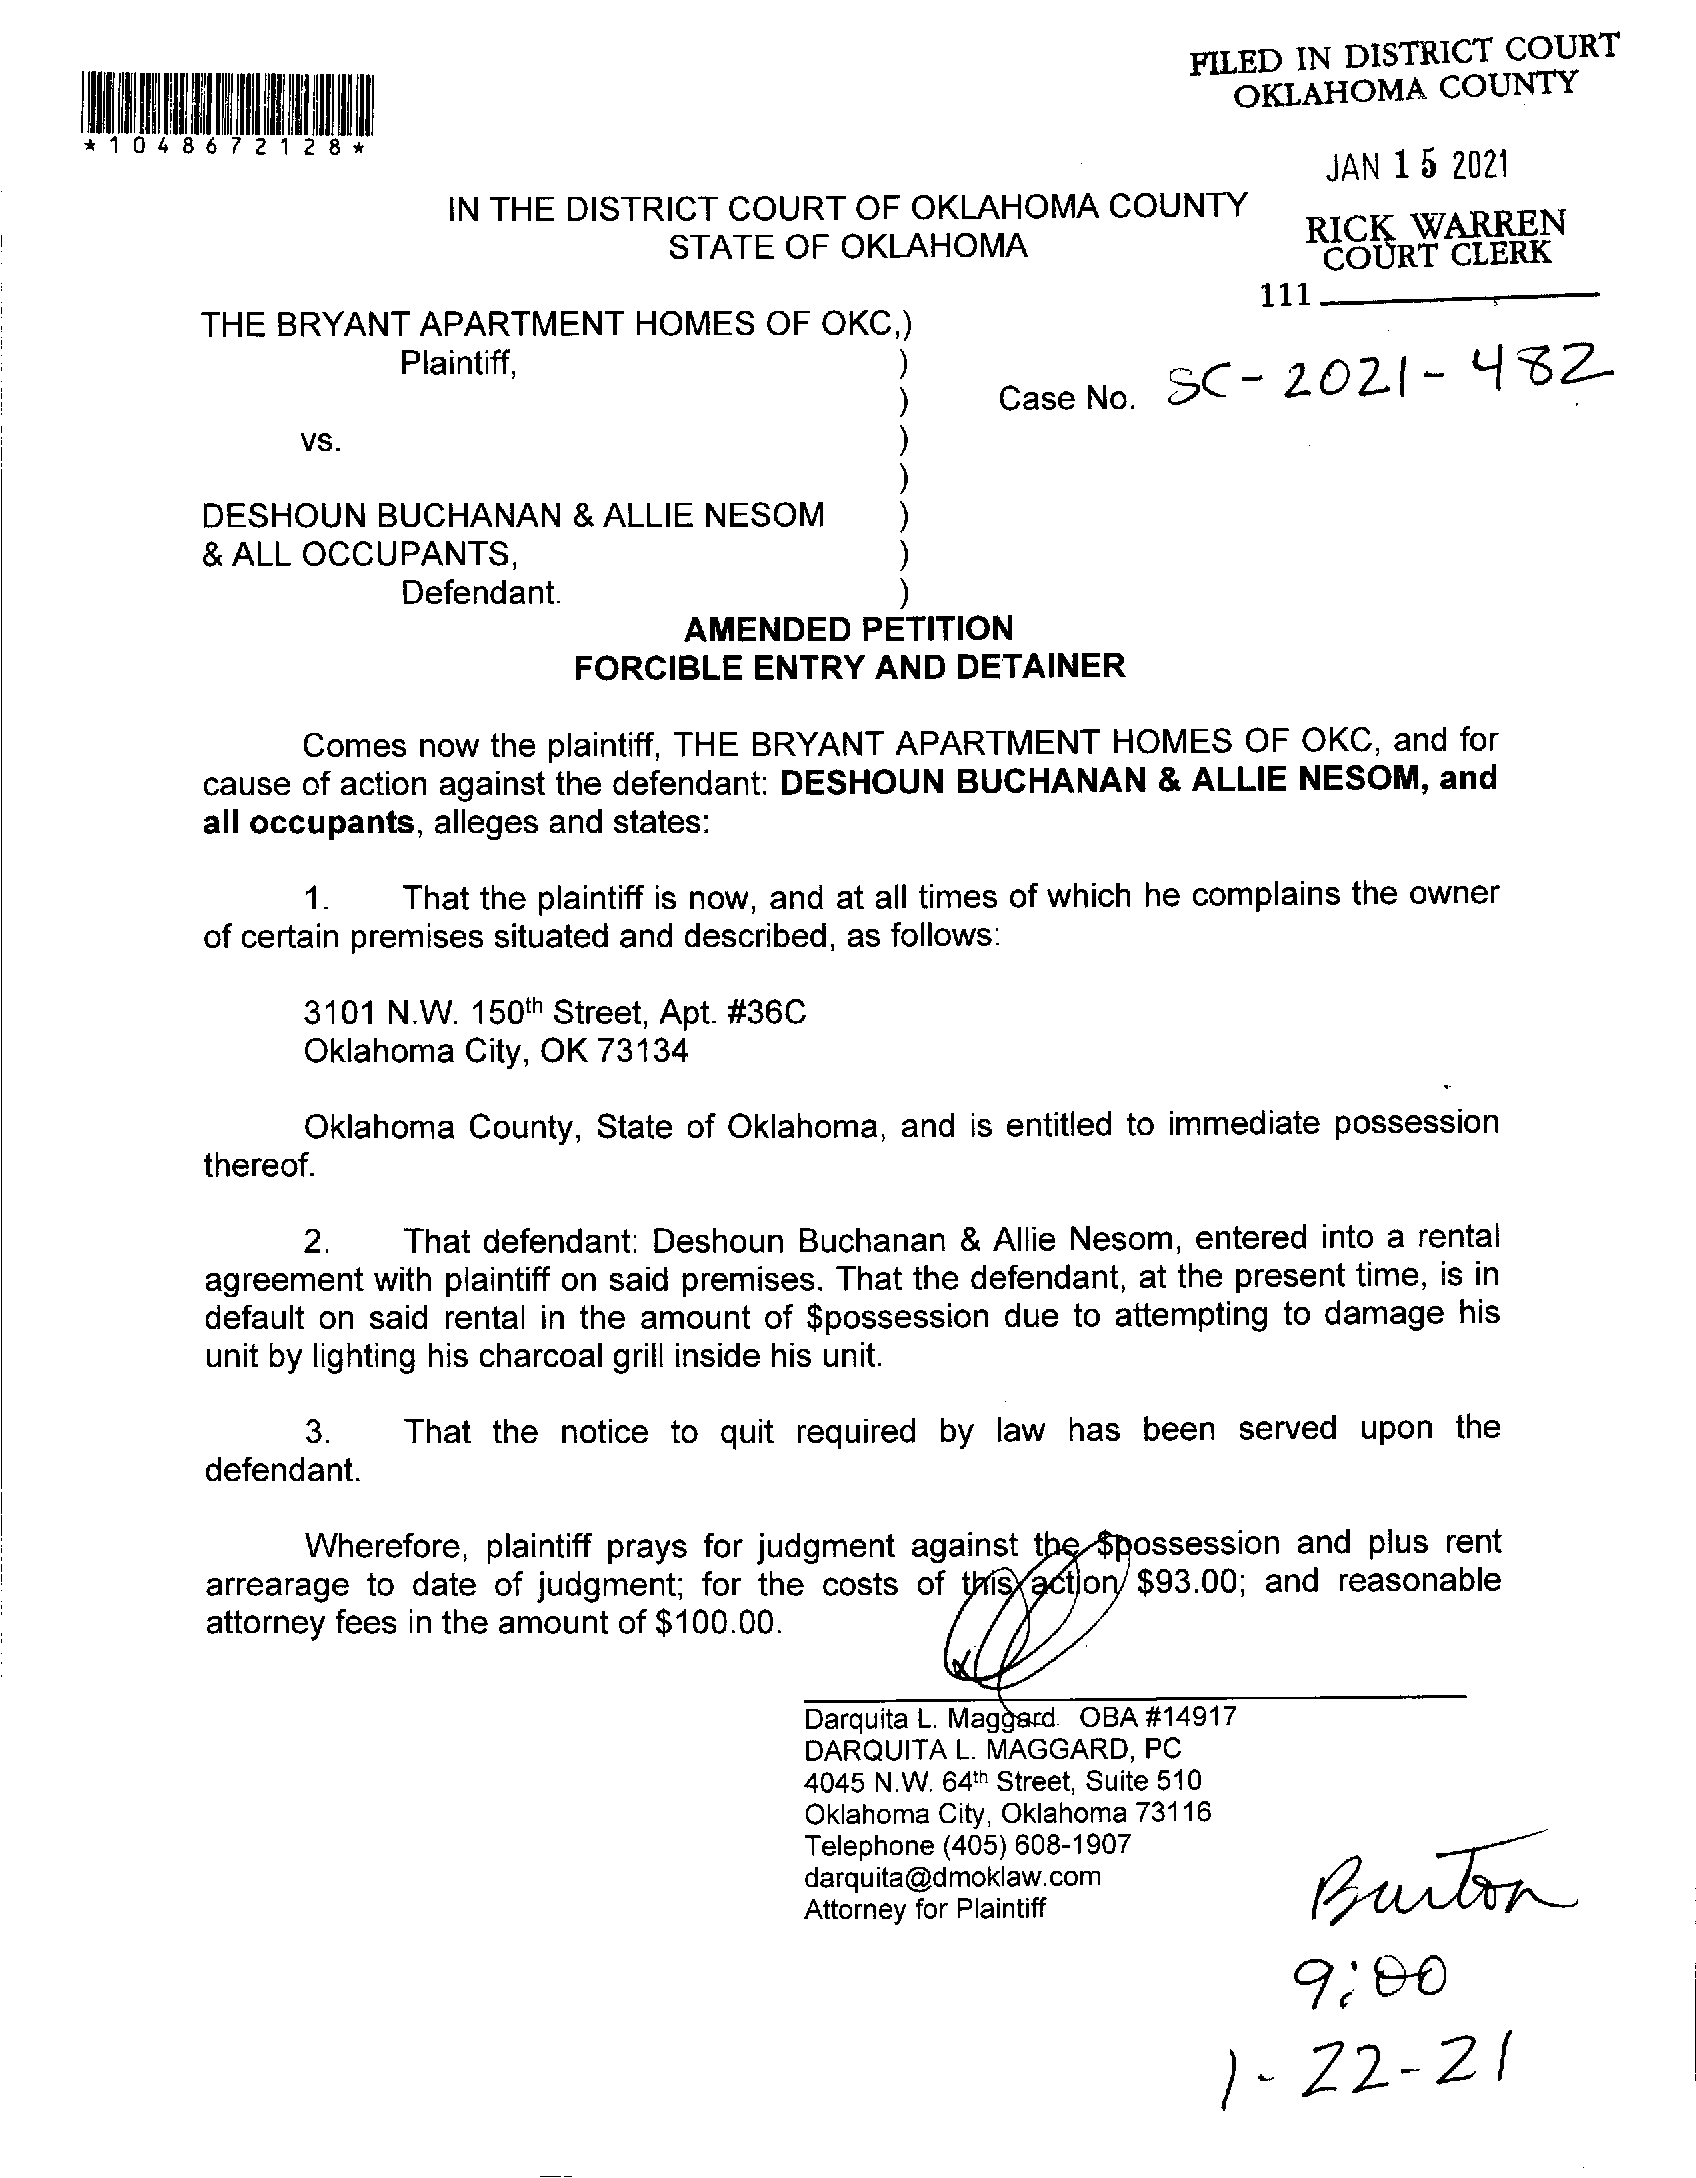 FILED IN DISTRICT COURT
OKLAHOMA COUNTY
*1048672128*
JAN 15 2021
IN THE DISTRICT COURT OF OKLAHOMA COUNTY
STATE OF OKLAHOMA
RICK WARREN
COURT CLERK
111
THE BRYANT APARTMENT HOMES OF OKC,)
Plaintiff, )
) Case No. SC-2021-482
vs. )
)
DESHOUN BUCHANAN & ALLIE NESOM )
& ALL OCCUPANTS, )
Defendant. )
AMENDED PETITION
FORCIBLE ENTRY AND DETAINER
Comes now the plaintiff, THE BRYANT APARTMENT HOMES OF OKC, and for
cause of action against the defendant: DESHOUN BUCHANAN & ALLIE NESOM, and
all occupants, alleges and states:
1. That the plaintiff is now, and at all times of which he complains the owner
of certain premises situated and described, as follows:
3101 N.W. 150th Street, Apt. #36C
Oklahoma City, OK 73134
Oklahoma County, State of Oklahoma, and is entitled to immediate possession
thereof.
2. That defendant: Deshoun Buchanan & Allie Nesom, entered into a rental
agreement with plaintiff on said premises. That the defendant, at the present time, is in
default on said rental in the amount of $possession due to attempting to damage his
unit by lighting his charcoal grill inside his unit.
3. That the notice to quit required by law has been served upon the
defendant.
Wherefore, plaintiff prays for judgment against the $possession and plus rent
arrearage to date of judgment; for the costs of this action $93.00; and reasonable
attorney fees in the amount of $100.00.
Darquita L. Maggard OBA #14917
DARQUITA L. MAGGARD, PC
4045 N.W. 64th Street, Suite 510
Oklahoma City, Oklahoma 73116
Telephone (405) 608-1907
darquita@dmoklaw.com
Attorney for Plaintiff
Burton
9:00
1-22-21